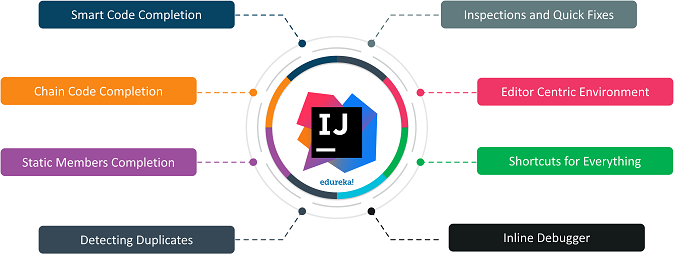 Smart Code Completion
Inspections and Quick Fixes
Chain Code Completion
Editor Centric Environment
IJ
Static Members Completion
Shortcuts for Everything
edureka!
Detecting Duplicates
Inline Debugger